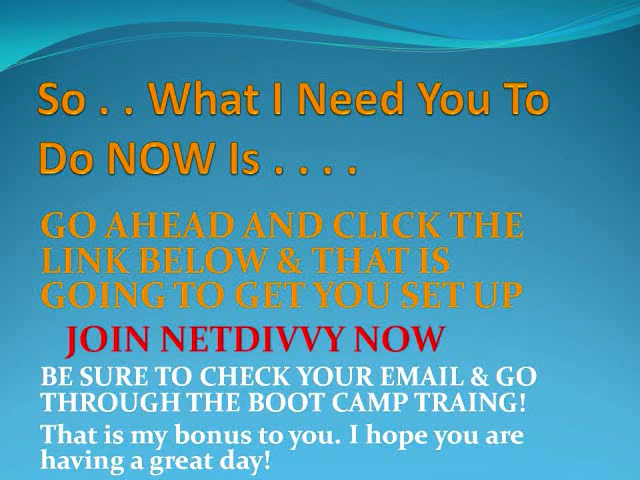 So . . What I Need You To
Do NOW Is . . . .
GO AHEAD AND CLICK THE
LINK BELOW & THAT IS
GOING TO GET YOU SET UP
JOIN NETDIVVY NOW
BE SURE TO CHECK YOUR EMAIL & GO
THROUGH THE BOOT CAMP TRAING!
That is my bonus to you. I hope you are
having a great day!